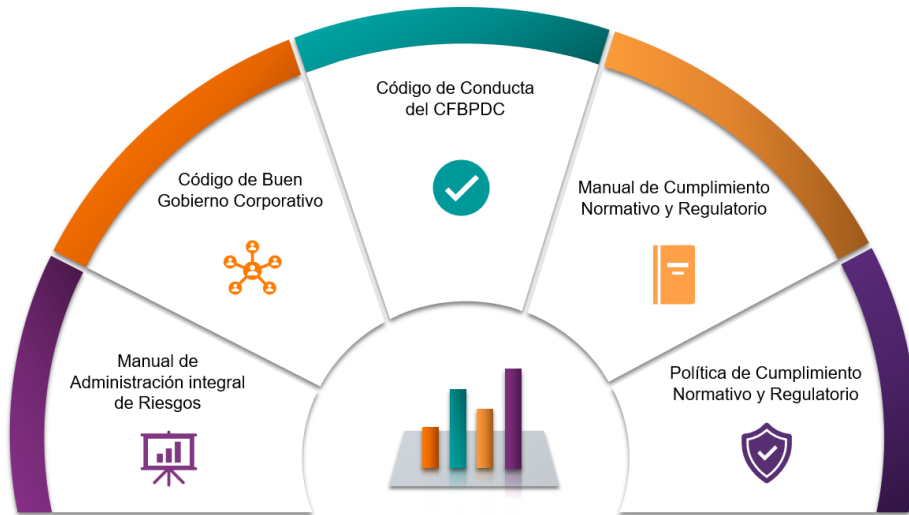 Código de Conducta
del CFBPDC
Código de Buen
Gobierno Corporativo
Manual de Cumplimiento
Normativo y Regulatorio
Manual de
Administración integral
de Riesgos
Política de Cumplimiento
Normativo y Regulatorio